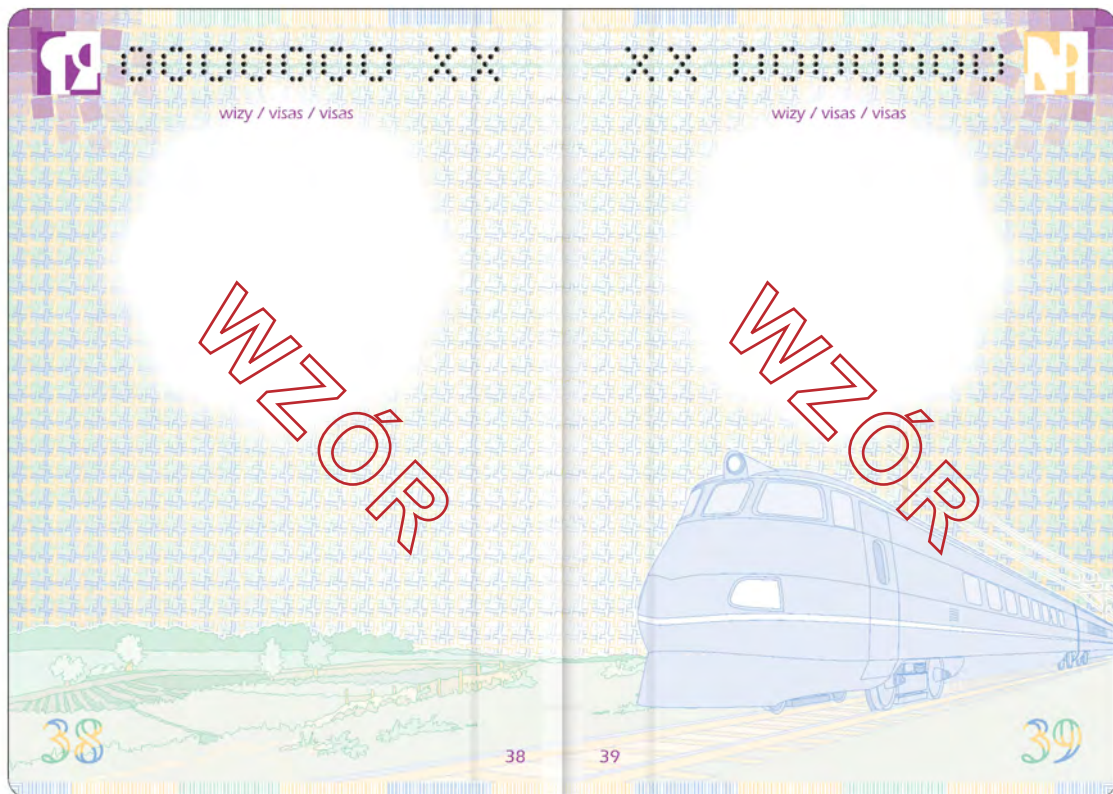 0000000 XX
wizy / visas / visas
WZÓR
38
38
XX 0000000
wizy / visas / visas
WZÓR
39
39